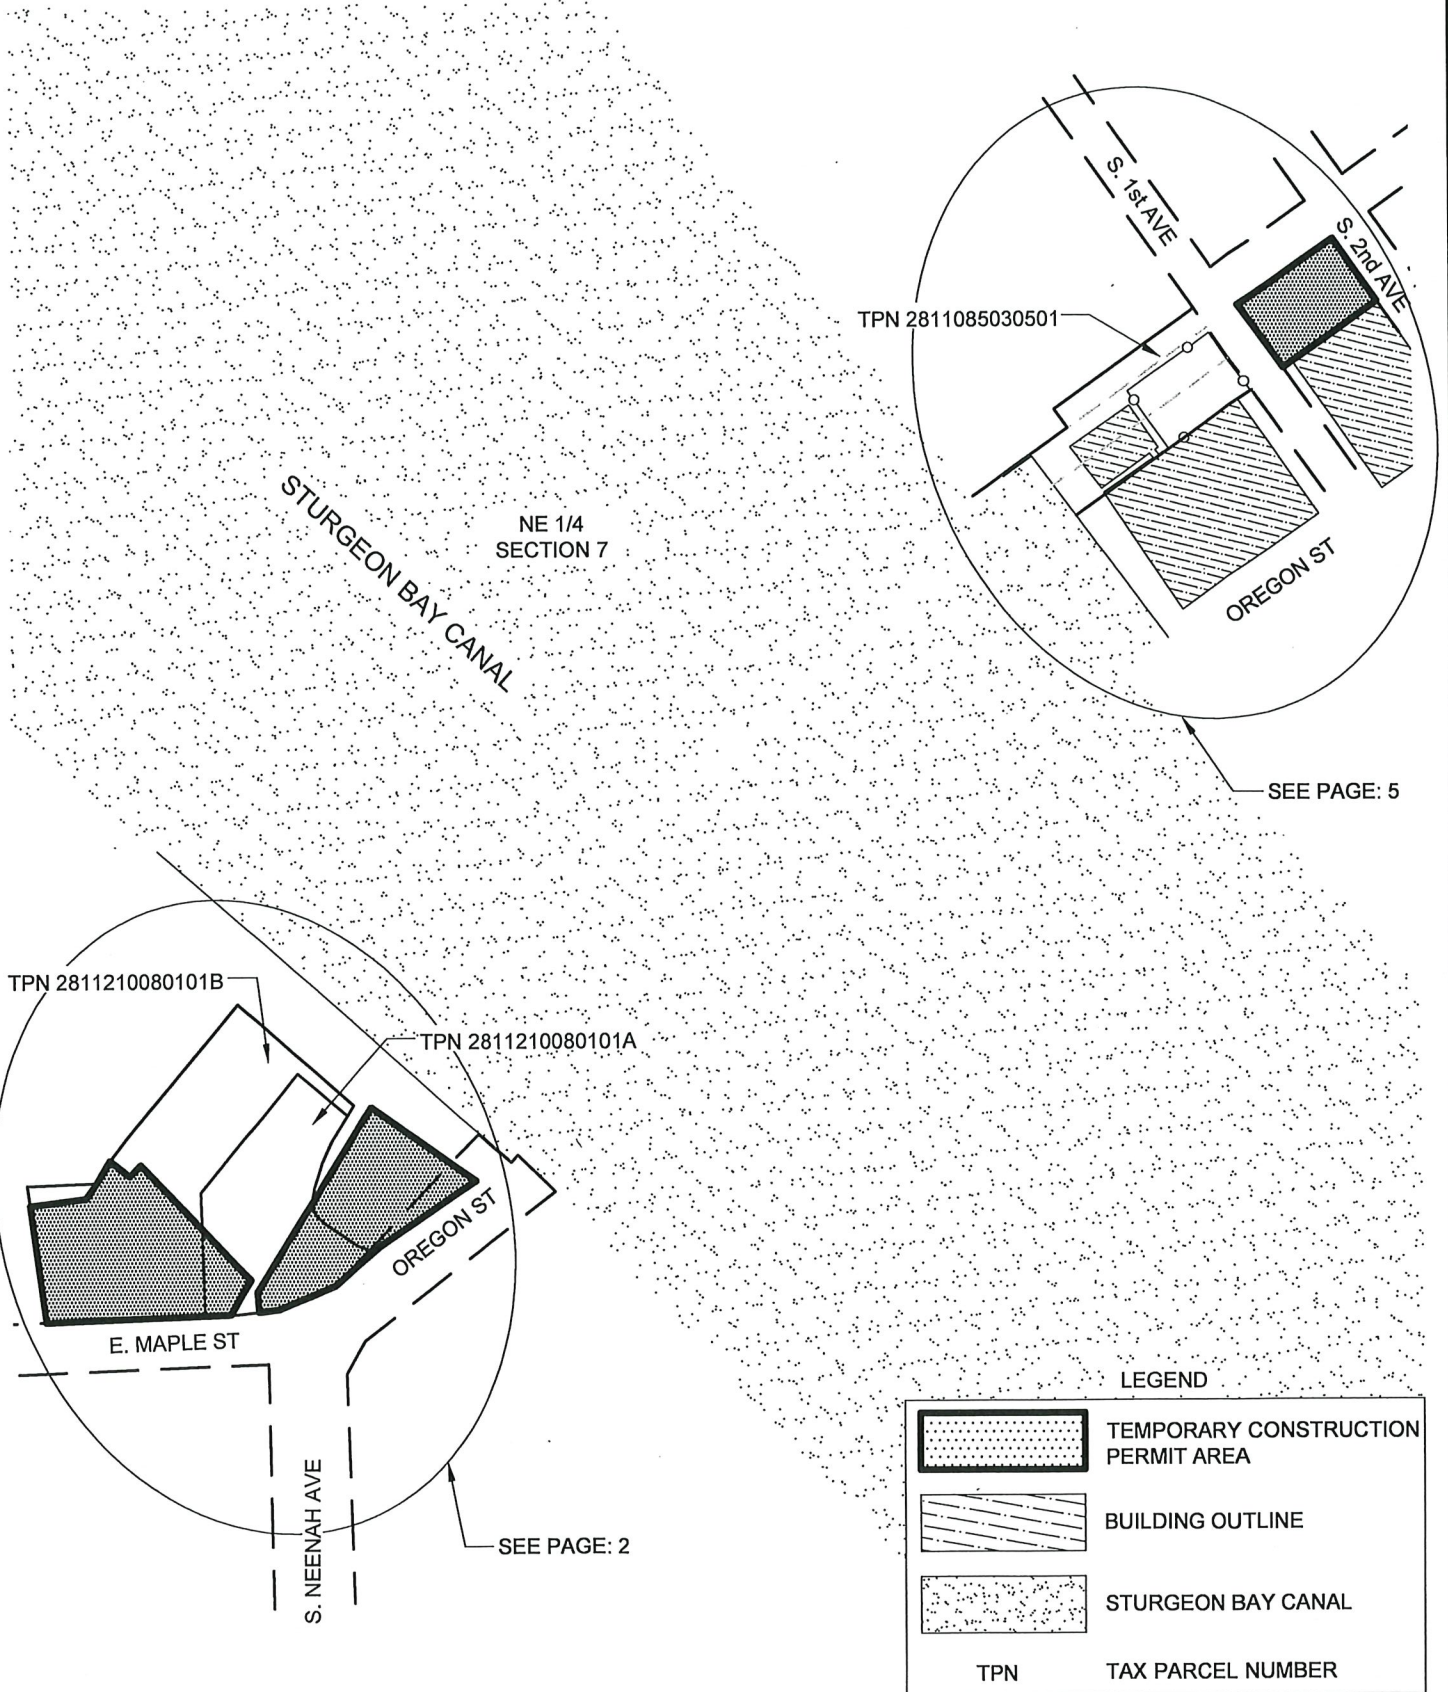 S. 1st AVE
S. 2nd AVE
TPN 2811085030501
STURGEON BAY CANAL
NE 1/4
SECTION 7
OREGON ST
SEE PAGE: 5
TPN 2811210080101B
TPN 2811210080101A
OREGON ST
E. MAPLE ST
S. NEENAH AVE
SEE PAGE: 2
LEGEND
TEMPORARY CONSTRUCTION
PERMIT AREA
BUILDING OUTLINE
STURGEON BAY CANAL
TPN TAX PARCEL NUMBER